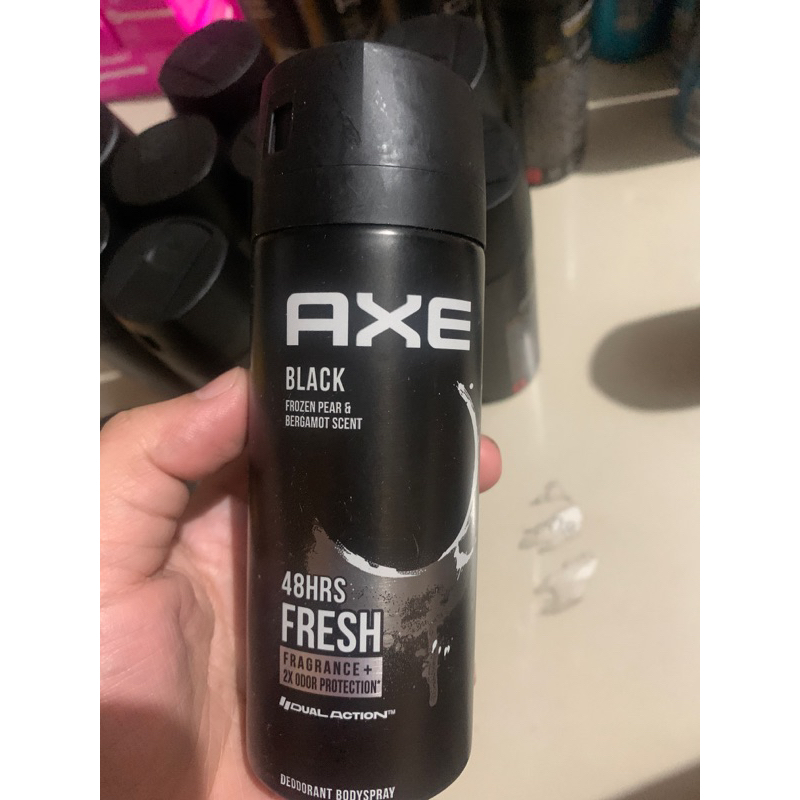 AXE
BLACK
FROZEN PEAR &
BERGAMOT SCENT
48HRS
FRESH
FRAGRANCE +
2X ODOR PROTECTION*
DUAL ACTION™
DEODORANT BODYSPRAY